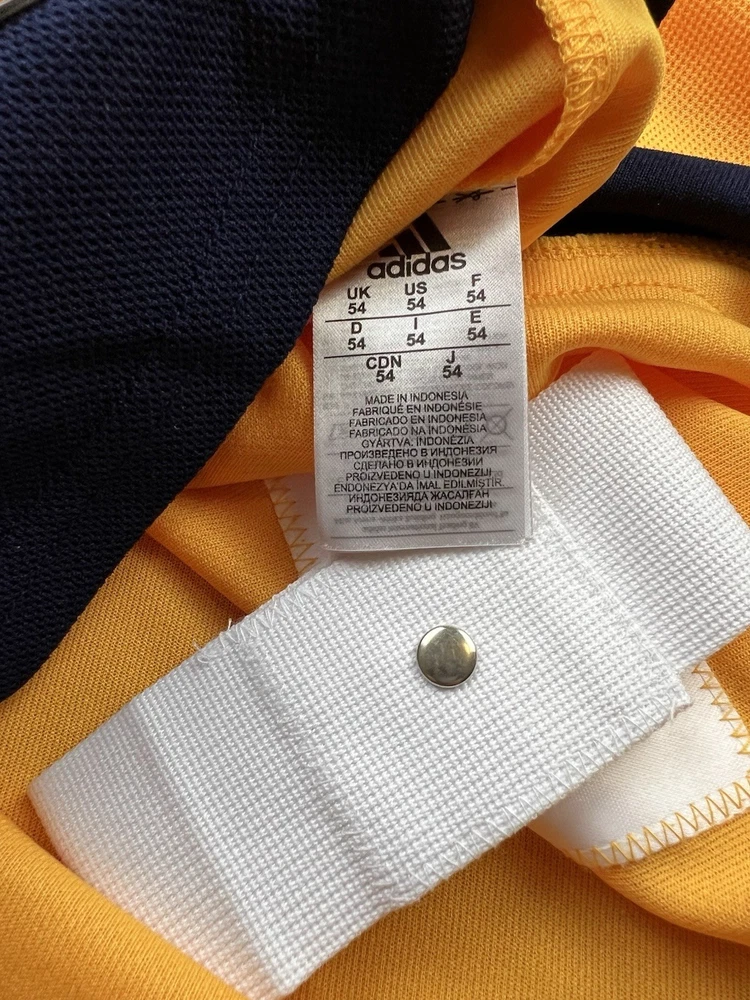 adidas
UK US F
54 54 54
D I E
54 54 54
CDN J
54 54
MADE IN INDONESIA
FABRIQUÉ EN INDONÉSIE
FABRICADO EN INDONESIA
FABRICADO NA INDONÉSIA
GYÁRTVA: INDONÉZIA
ПРОИЗВЕДЕНО В ИНДОНЕЗИЯ
СДЕЛАНО В ИНДОНЕЗИИ
PROIZVEDENO U INDONEZIJI
ENDONEZYA'DA İMAL EDİLMİŞTİR.
ИНДОНЕЗИЯДА ЖАСАЛҒАН
PROIZVEDENO U INDONEZIJI